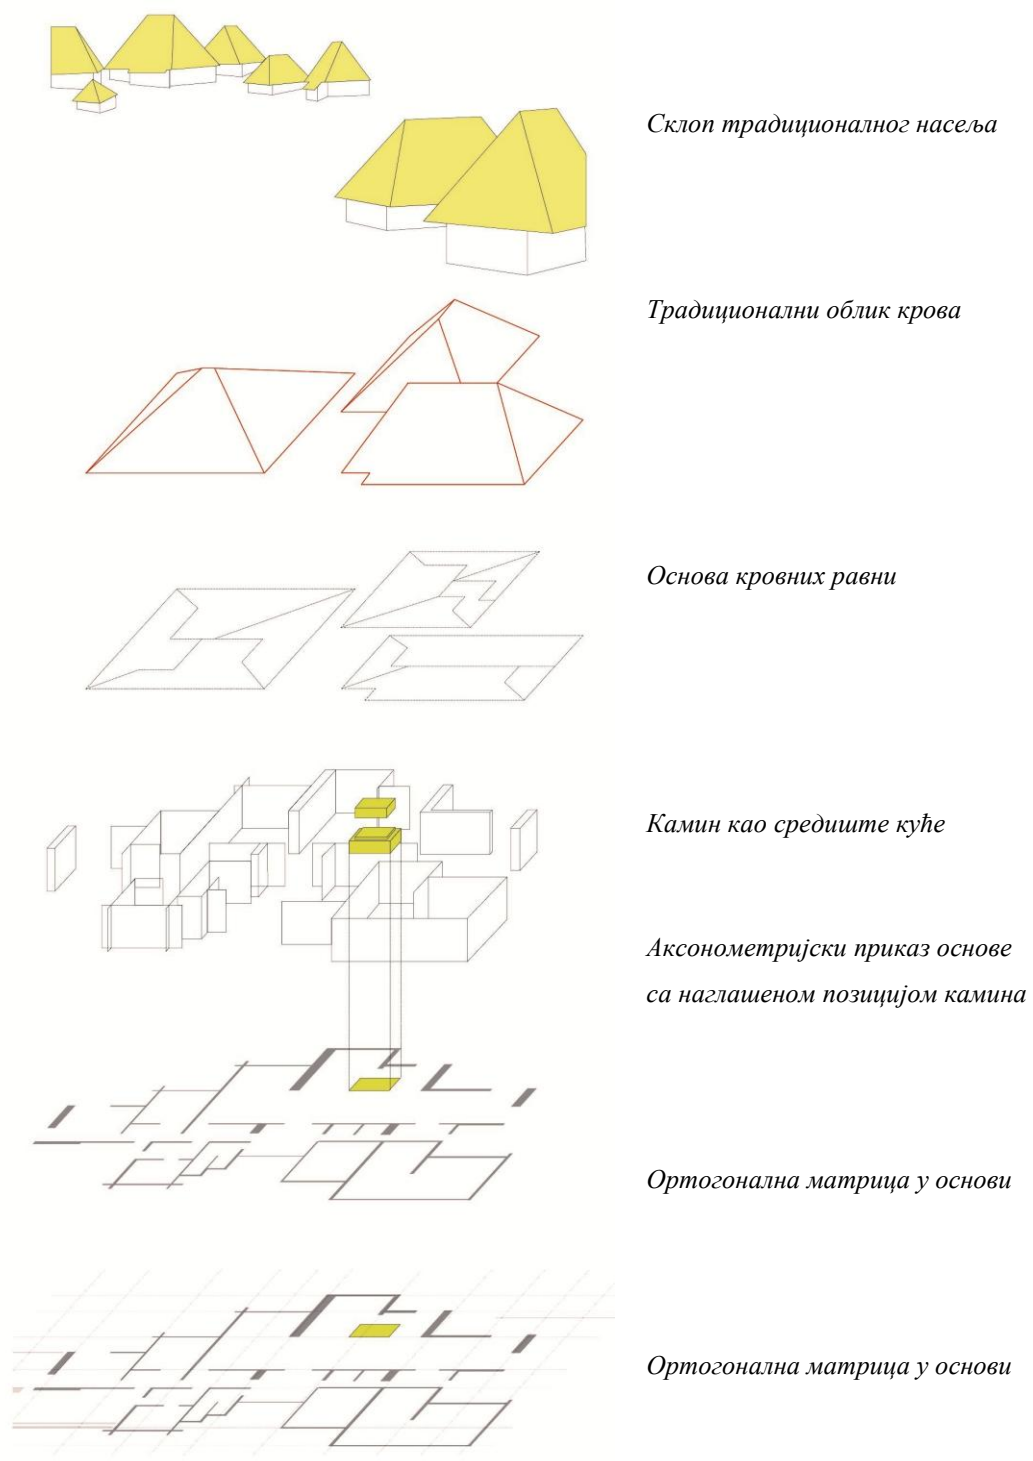 Склоп традиционалног насеља
Традиционални облик крова
Основа кровних равни
Камин као средиште куће
Аксонометријски приказ основе
са наглашеном позицијом камина
Ортогонална матрица у основи
Ортогонална матрица у основи